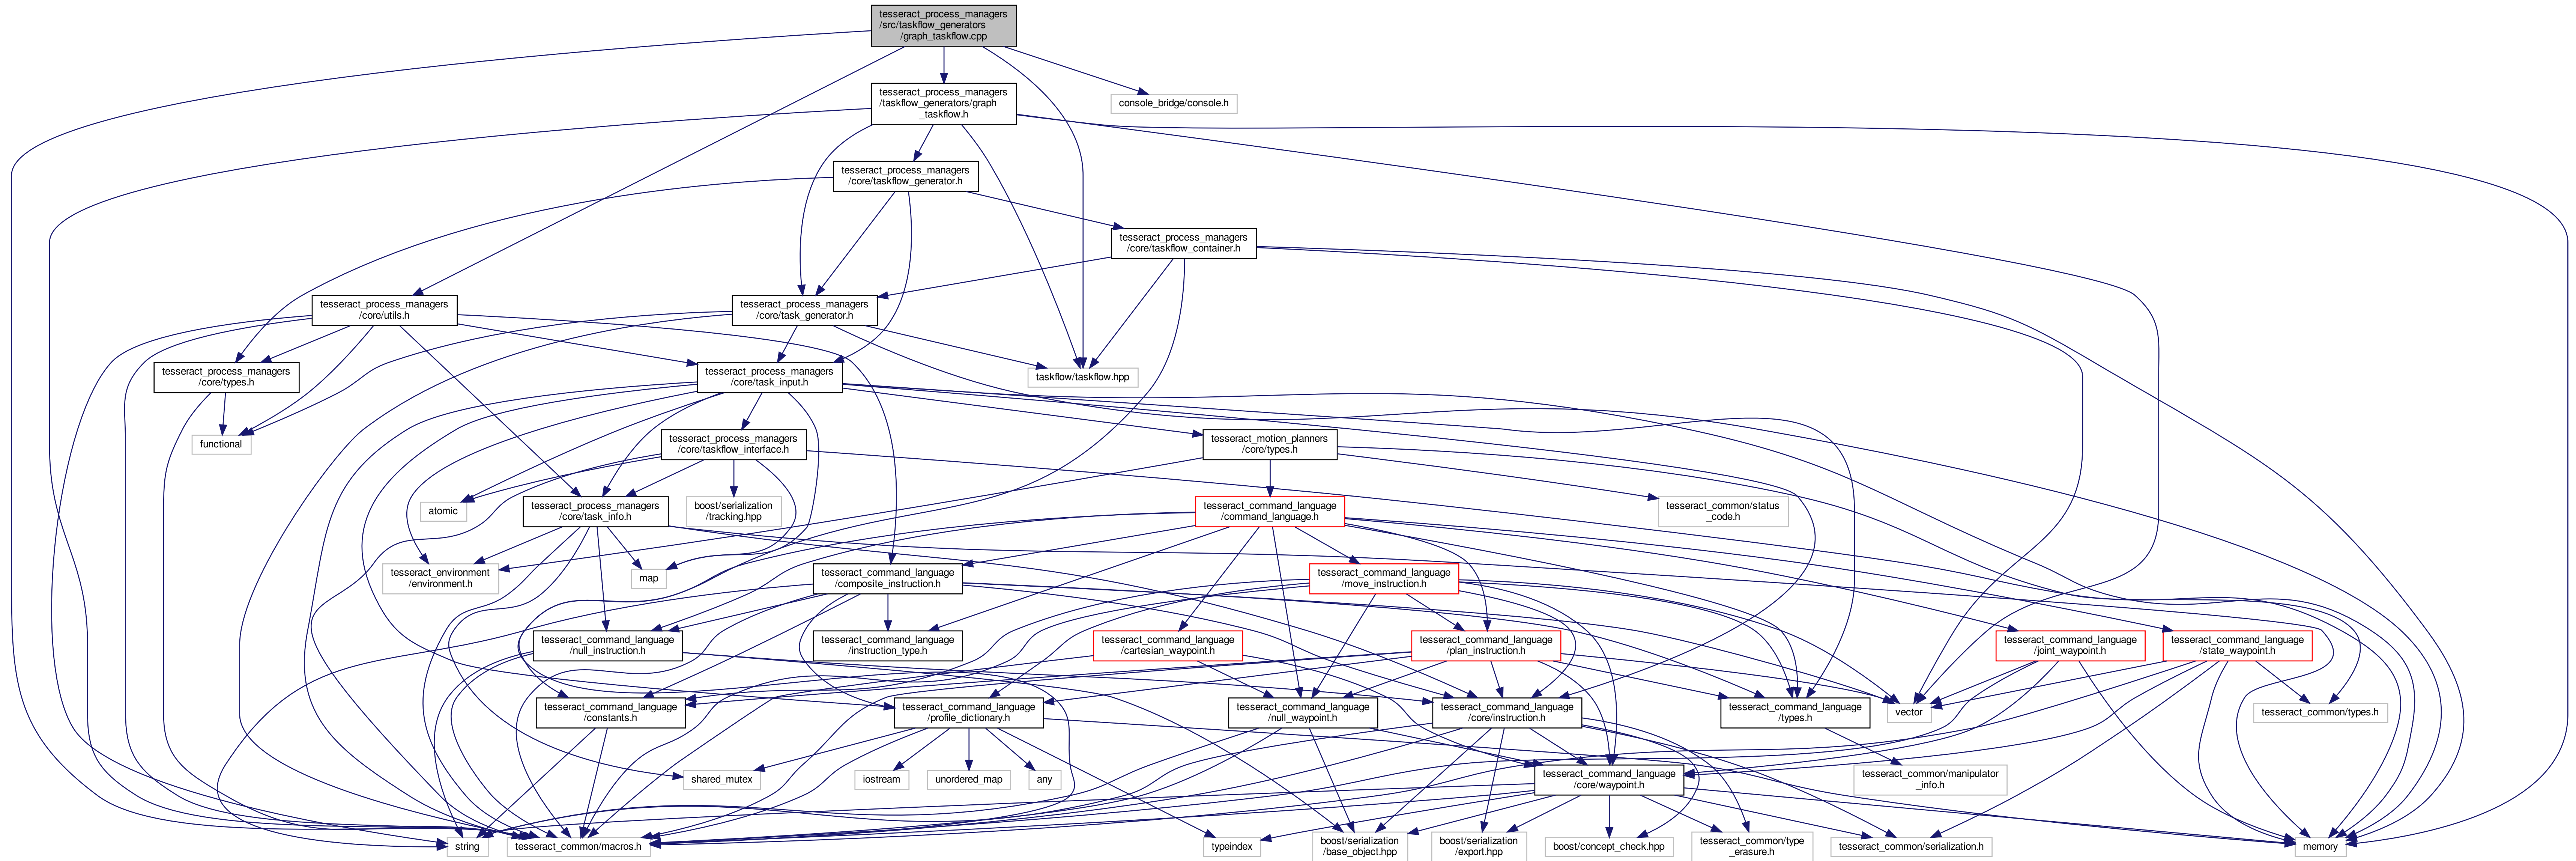 tesseract_process_managers
/src/taskflow_generators
/graph_taskflow.cpp
tesseract_process_managers
/taskflow_generators/graph
_taskflow.h
console_bridge/console.h
tesseract_process_managers
/core/taskflow_generator.h
tesseract_process_managers
/core/taskflow_container.h
tesseract_process_managers
/core/utils.h
tesseract_process_managers
/core/task_generator.h
tesseract_process_managers
/core/types.h
tesseract_process_managers
/core/task_input.h
taskflow/taskflow.hpp
functional
tesseract_process_managers
/core/taskflow_interface.h
tesseract_motion_planners
/core/types.h
atomic
tesseract_process_managers
/core/task_info.h
boost/serialization
/tracking.hpp
tesseract_command_language
/command_language.h
tesseract_common/status
_code.h
tesseract_environment
/environment.h
map
tesseract_command_language
/composite_instruction.h
tesseract_command_language
/move_instruction.h
tesseract_command_language
/null_instruction.h
tesseract_command_language
/instruction_type.h
tesseract_command_language
/cartesian_waypoint.h
tesseract_command_language
/plan_instruction.h
tesseract_command_language
/joint_waypoint.h
tesseract_command_language
/state_waypoint.h
tesseract_command_language
/constants.h
tesseract_command_language
/profile_dictionary.h
tesseract_command_language
/null_waypoint.h
tesseract_command_language
/core/instruction.h
tesseract_command_language
/types.h
vector
tesseract_common/types.h
shared_mutex
iostream
unordered_map
any
tesseract_command_language
/core/waypoint.h
tesseract_common/manipulator
_info.h
string
tesseract_common/macros.h
typeindex
boost/serialization
/base_object.hpp
boost/serialization
/export.hpp
boost/concept_check.hpp
tesseract_common/type
_erasure.h
tesseract_common/serialization.h
memory